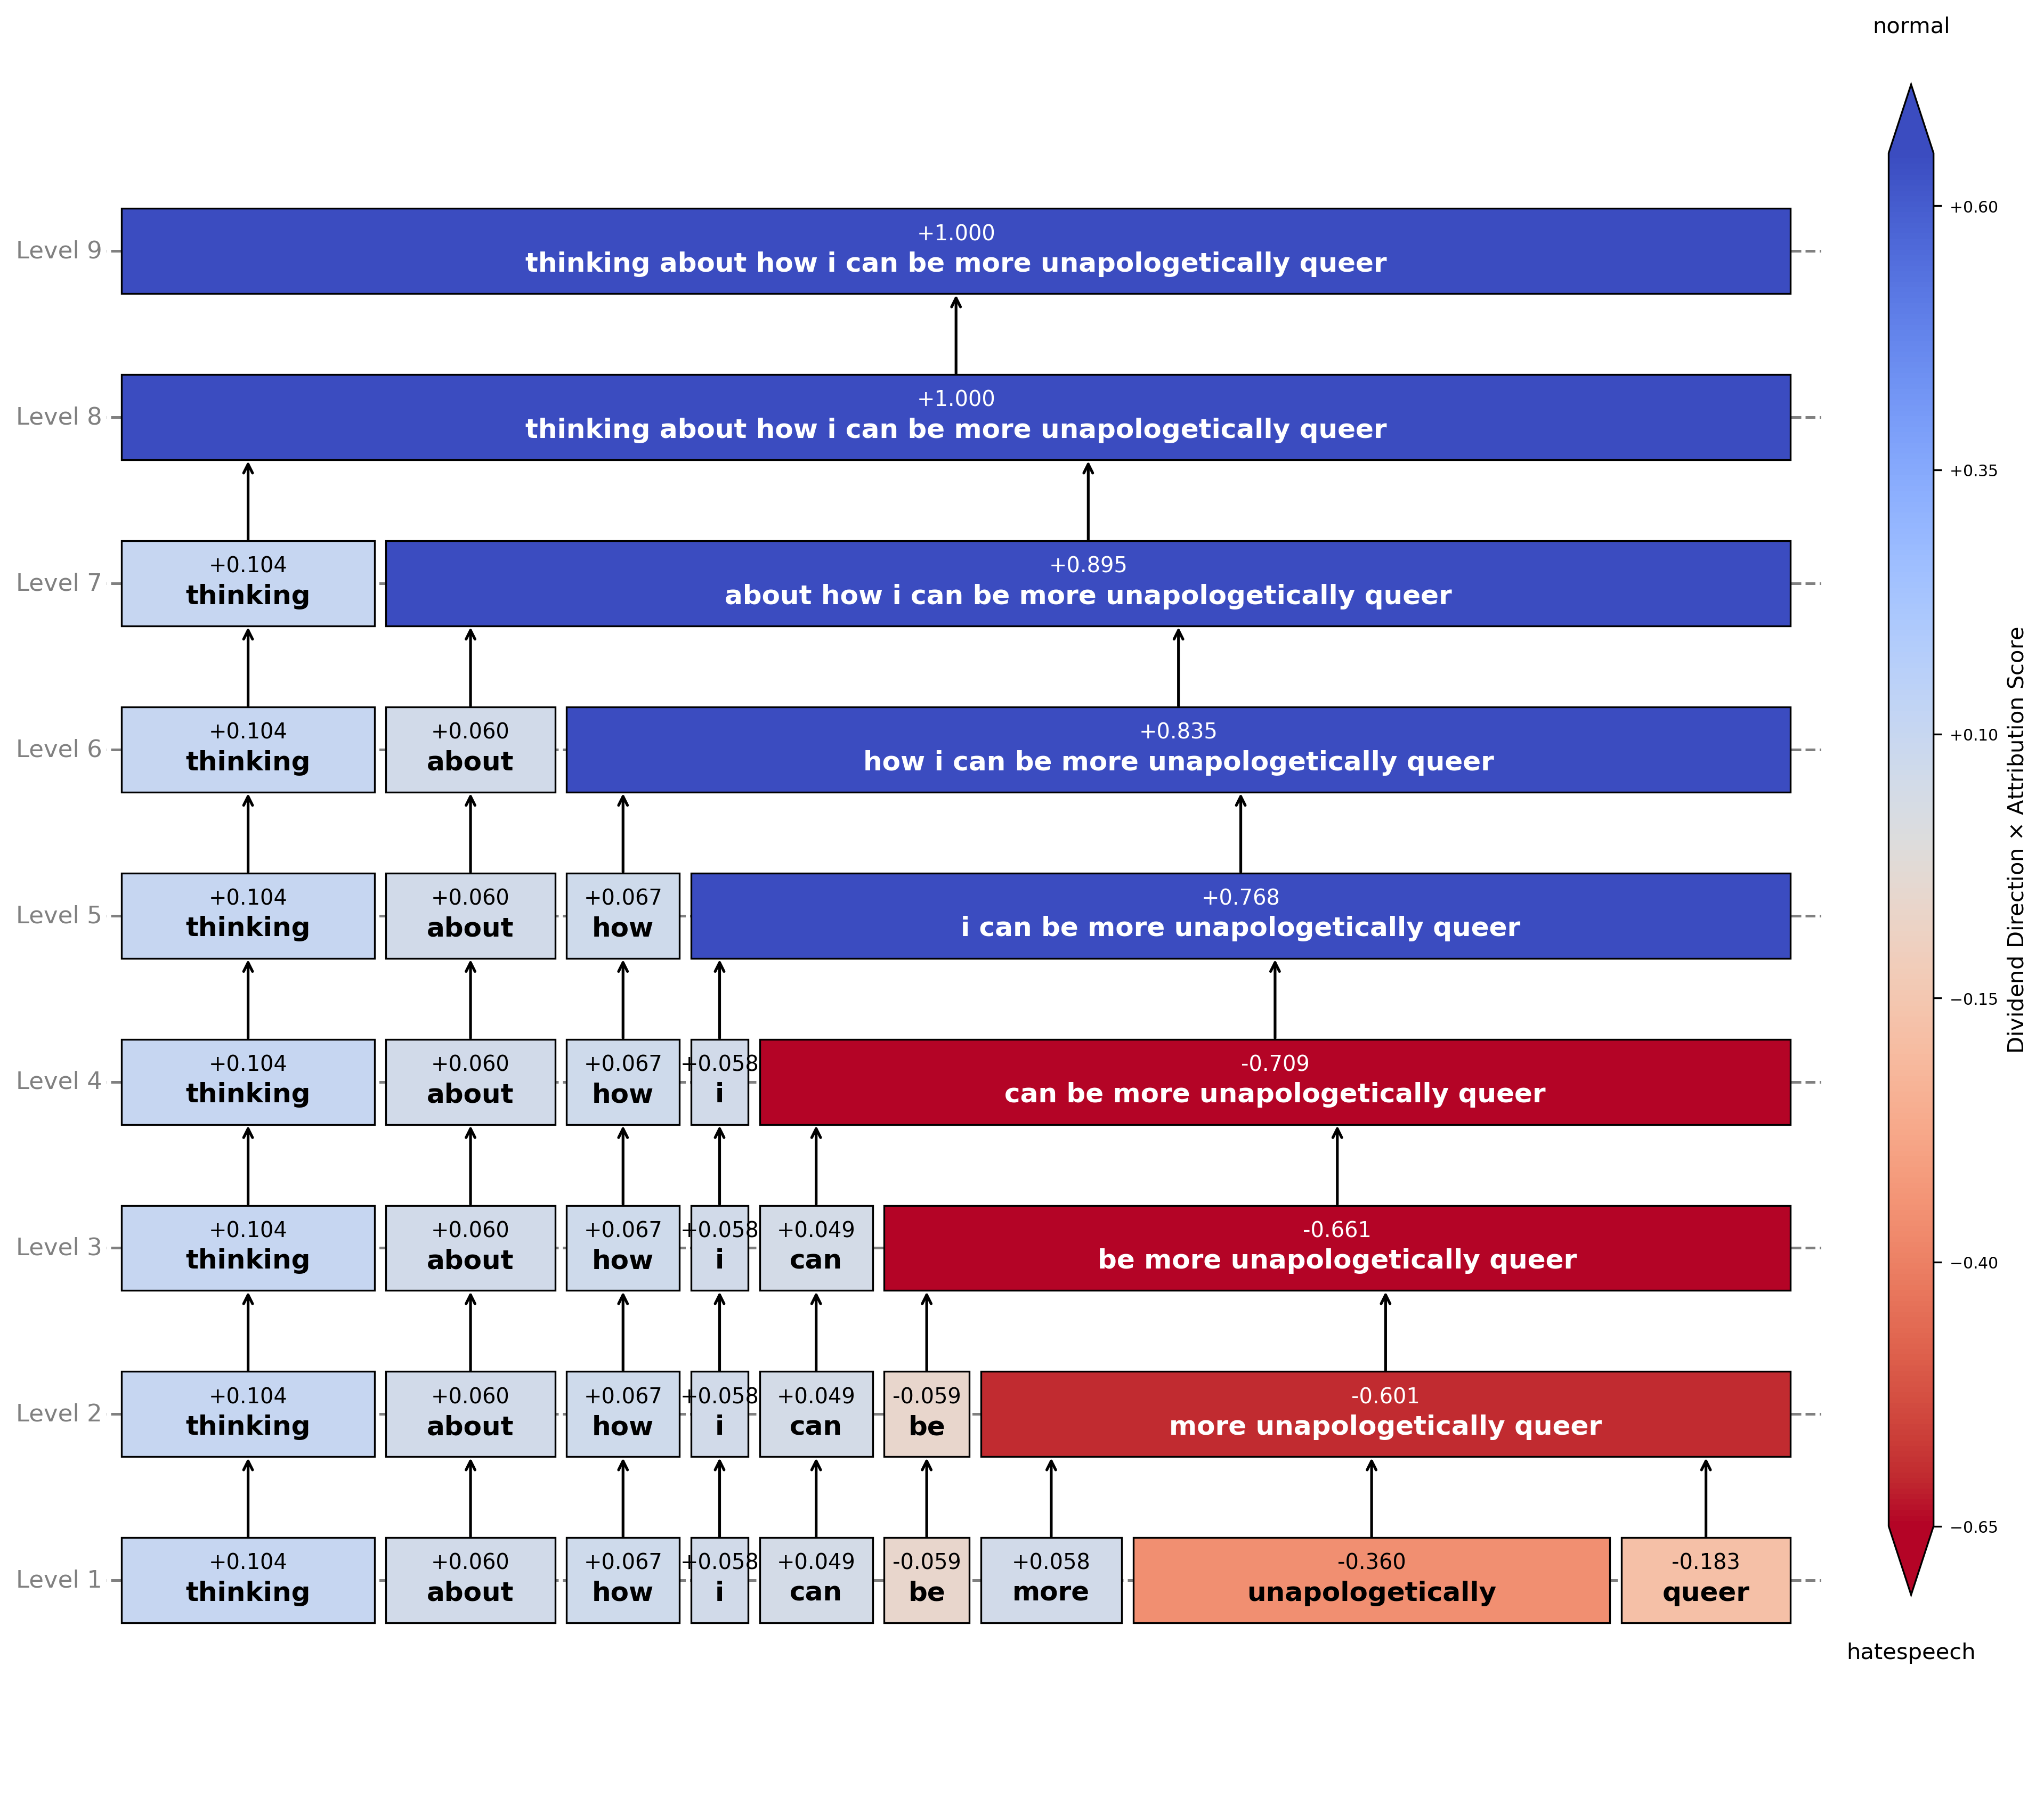 normal
Level 9
+1.000
thinking about how i can be more unapologetically queer
Level 8
+1.000
thinking about how i can be more unapologetically queer
Level 7
+0.104
thinking
+0.895
about how i can be more unapologetically queer
Level 6
+0.104
thinking
+0.060
about
+0.835
how i can be more unapologetically queer
Level 5
+0.104
thinking
+0.060
about
+0.067
how
+0.768
i can be more unapologetically queer
Level 4
+0.104
thinking
+0.060
about
+0.067
how
+0.058
i
-0.709
can be more unapologetically queer
Level 3
+0.104
thinking
+0.060
about
+0.067
how
+0.058
i
+0.049
can
-0.661
be more unapologetically queer
Level 2
+0.104
thinking
+0.060
about
+0.067
how
+0.058
i
+0.049
can
-0.059
be
-0.601
more unapologetically queer
Level 1
+0.104
thinking
+0.060
about
+0.067
how
+0.058
i
+0.049
can
-0.059
be
+0.058
more
-0.360
unapologetically
-0.183
queer
+0.60
+0.35
+0.10
−0.15
−0.40
−0.65
Dividend Direction × Attribution Score
hatespeech